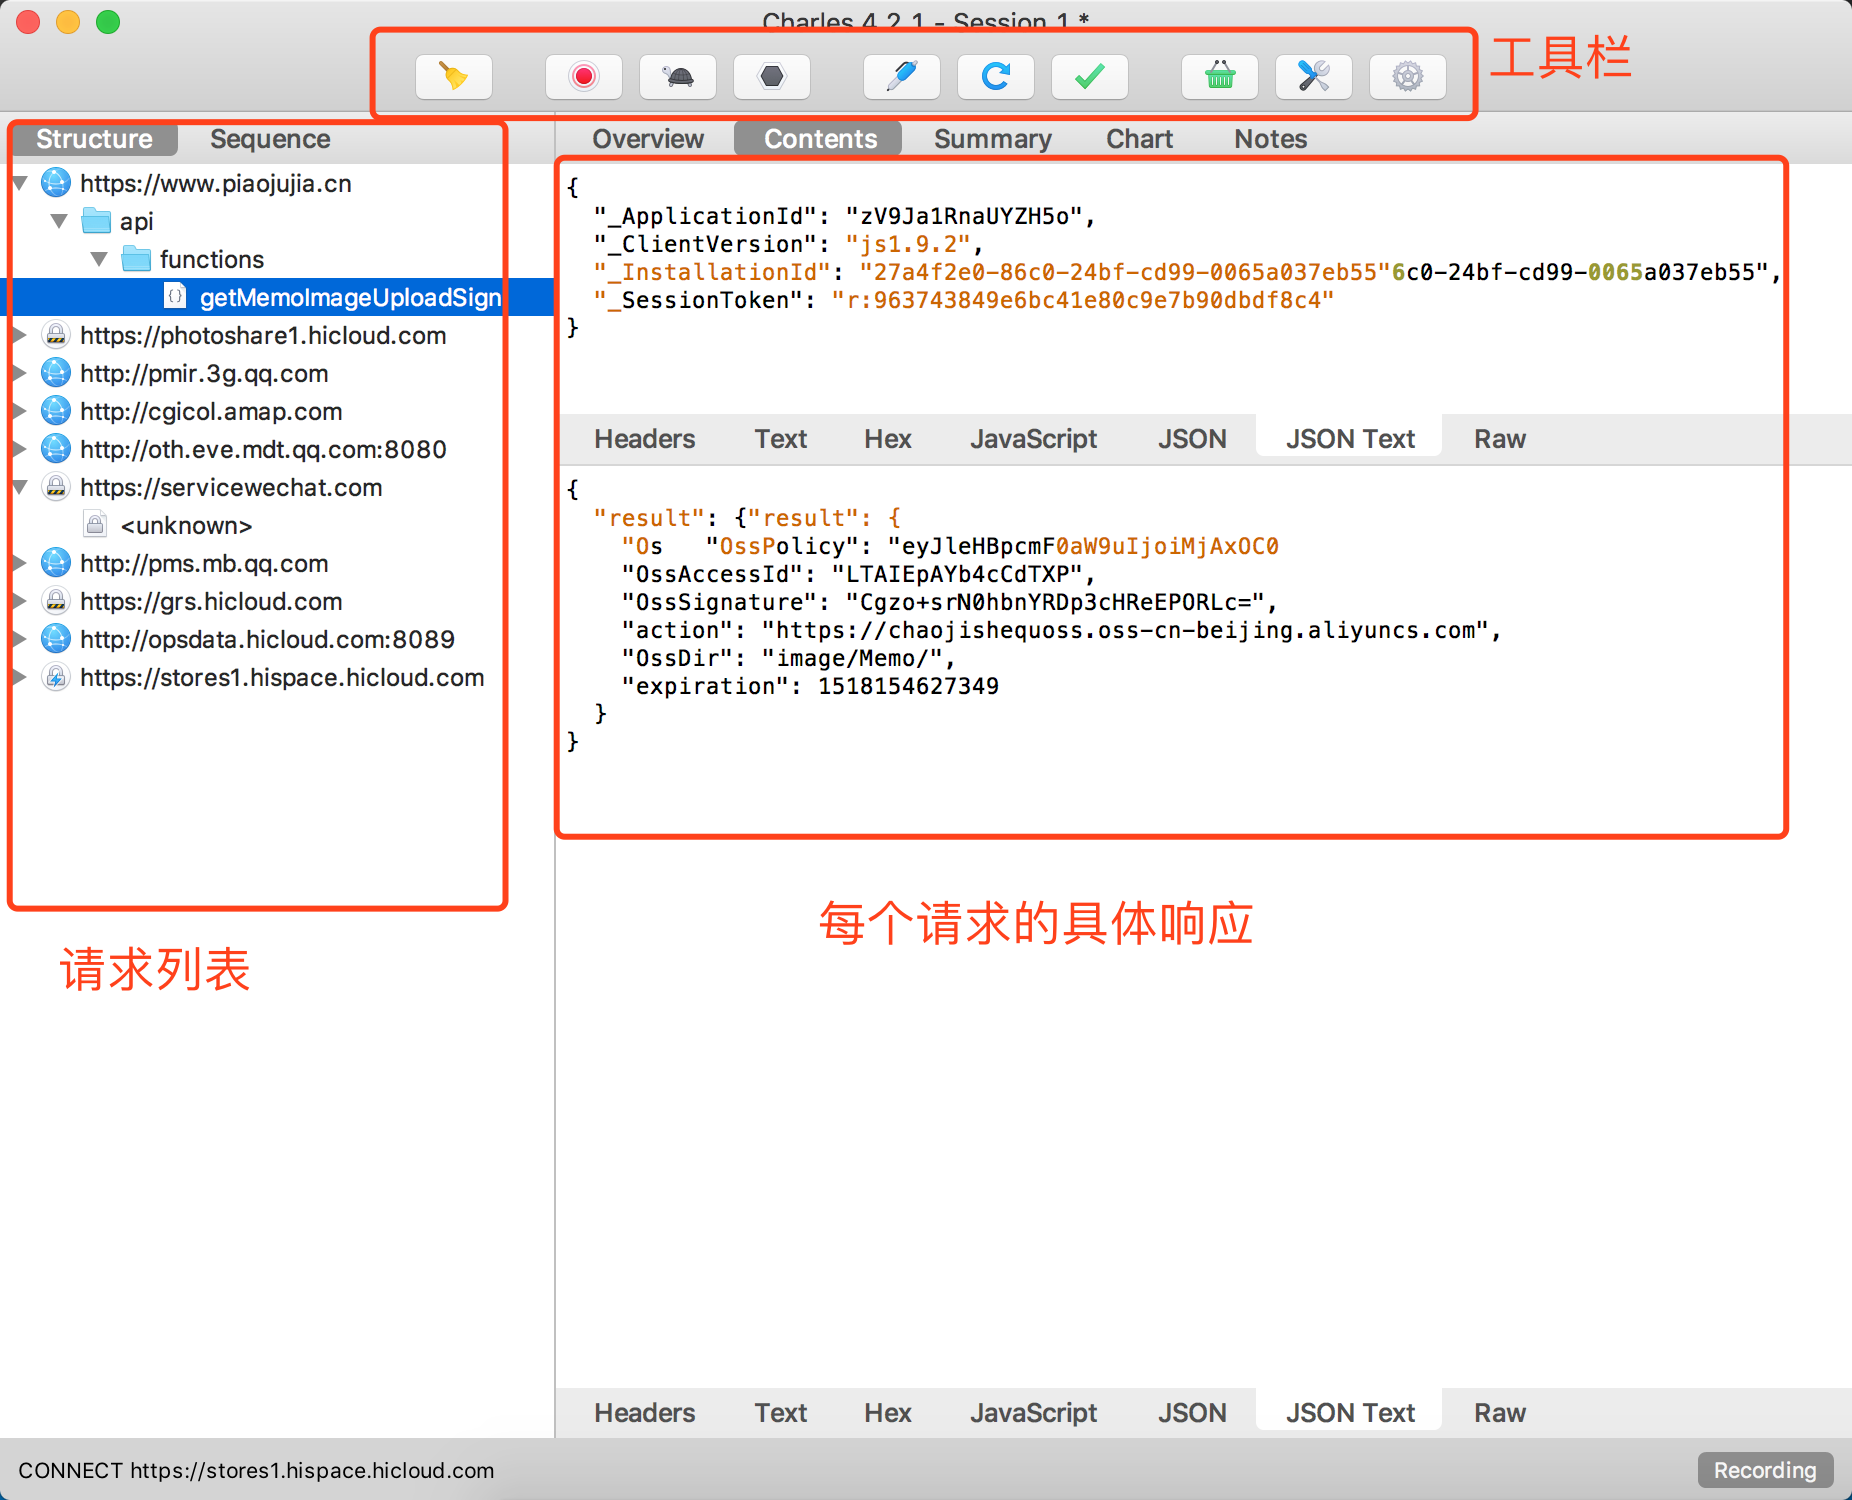 Charles 4.2.1 - Session 1 *
工具栏
Structure
Sequence
Overview
Contents
Summary
Chart
Notes
https://www.piaojujia.cn
api
functions
getMemoImageUploadSign
https://photoshare1.hicloud.com
http://pmir.3g.qq.com
http://cgicol.amap.com
http://oth.eve.mdt.qq.com:8080
https://servicewechat.com
<unknown>
http://pms.mb.qq.com
https://grs.hicloud.com
http://opsdata.hicloud.com:8089
https://stores1.hispace.hicloud.com
请求列表
{
"_ApplicationId": "zV9Ja1RnaUYZH5o",
"_ClientVersion": "js1.9.2",
"_InstallationId": "27a4f2e0-86c0-24bf-cd99-0065a037eb55"6c0-24bf-cd99-0065a037eb55",
"_SessionToken": "r:963743849e6bc41e80c9e7b90dbdf8c4"
}
Headers
Text
Hex
JavaScript
JSON
JSON Text
Raw
{
"result": {"result": {
"Os "OssPolicy": "eyJleHBpcmF0aW9uIjoiMjAxOC0
"OssAccessId": "LTAIEpAYb4cCdTXP",
"OssSignature": "Cgzo+srN0hbnYRDp3cHReEPORLc=",
"action": "https://chaojishequoss.oss-cn-beijing.aliyuncs.com",
"OssDir": "image/Memo/",
"expiration": 1518154627349
}
}
每个请求的具体响应
Headers
Text
Hex
JavaScript
JSON
JSON Text
Raw
CONNECT https://stores1.hispace.hicloud.com
Recording